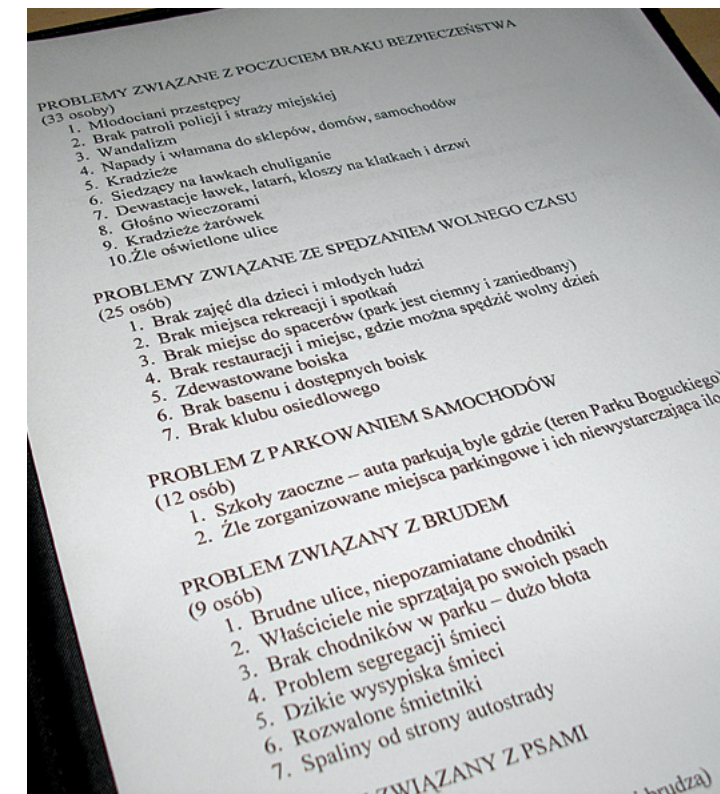 PROBLEMY ZWIĄZANE Z POCZUCIEM BRAKU BEZPIECZEŃSTWA
(33 osoby)
1. Młodociani przestępcy
2. Brak patroli policji i straży miejskiej
3. Wandalizm
4. Napady i włamana do sklepów, domów, samochodów
5. Kradzieże
6. Siedzący na ławkach chuliganie
7. Dewastacje ławek, latarń, kloszy na klatkach i drzwi
8. Głośno wieczorami
9. Kradzieże żarówek
10.Źle oświetlone ulice
PROBLEMY ZWIĄZANE ZE SPĘDZANIEM WOLNEGO CZASU
(25 osób)
1. Brak zajęć dla dzieci i młodych ludzi
2. Brak miejsca rekreacji i spotkań
3. Brak miejsc do spacerów (park jest ciemny i zaniedbany)
4. Brak restauracji i miejsc, gdzie można spędzić wolny dzień
5. Zdewastowane boiska
6. Brak basenu i dostępnych boisk
7. Brak klubu osiedlowego
PROBLEM Z PARKOWANIEM SAMOCHODÓW
(12 osób)
1. Szkoły zaoczne – auta parkują byle gdzie (teren Parku Boguckiego)
2. Źle zorganizowane miejsca parkingowe i ich niewystarczająca
PROBLEM ZWIĄZANY Z BRUDEM
(9 osób)
1. Brudne ulice, niepozamiatane chodniki
2. Właściciele nie sprzątają po swoich psach
3. Brak chodników w parku – dużo błota
4. Problem segregacji śmieci
5. Dzikie wysypiska śmieci
6. Rozwalone śmietniki
7. Spaliny od strony autostrady
ZWIĄZANY Z PSAMI
brudzą)